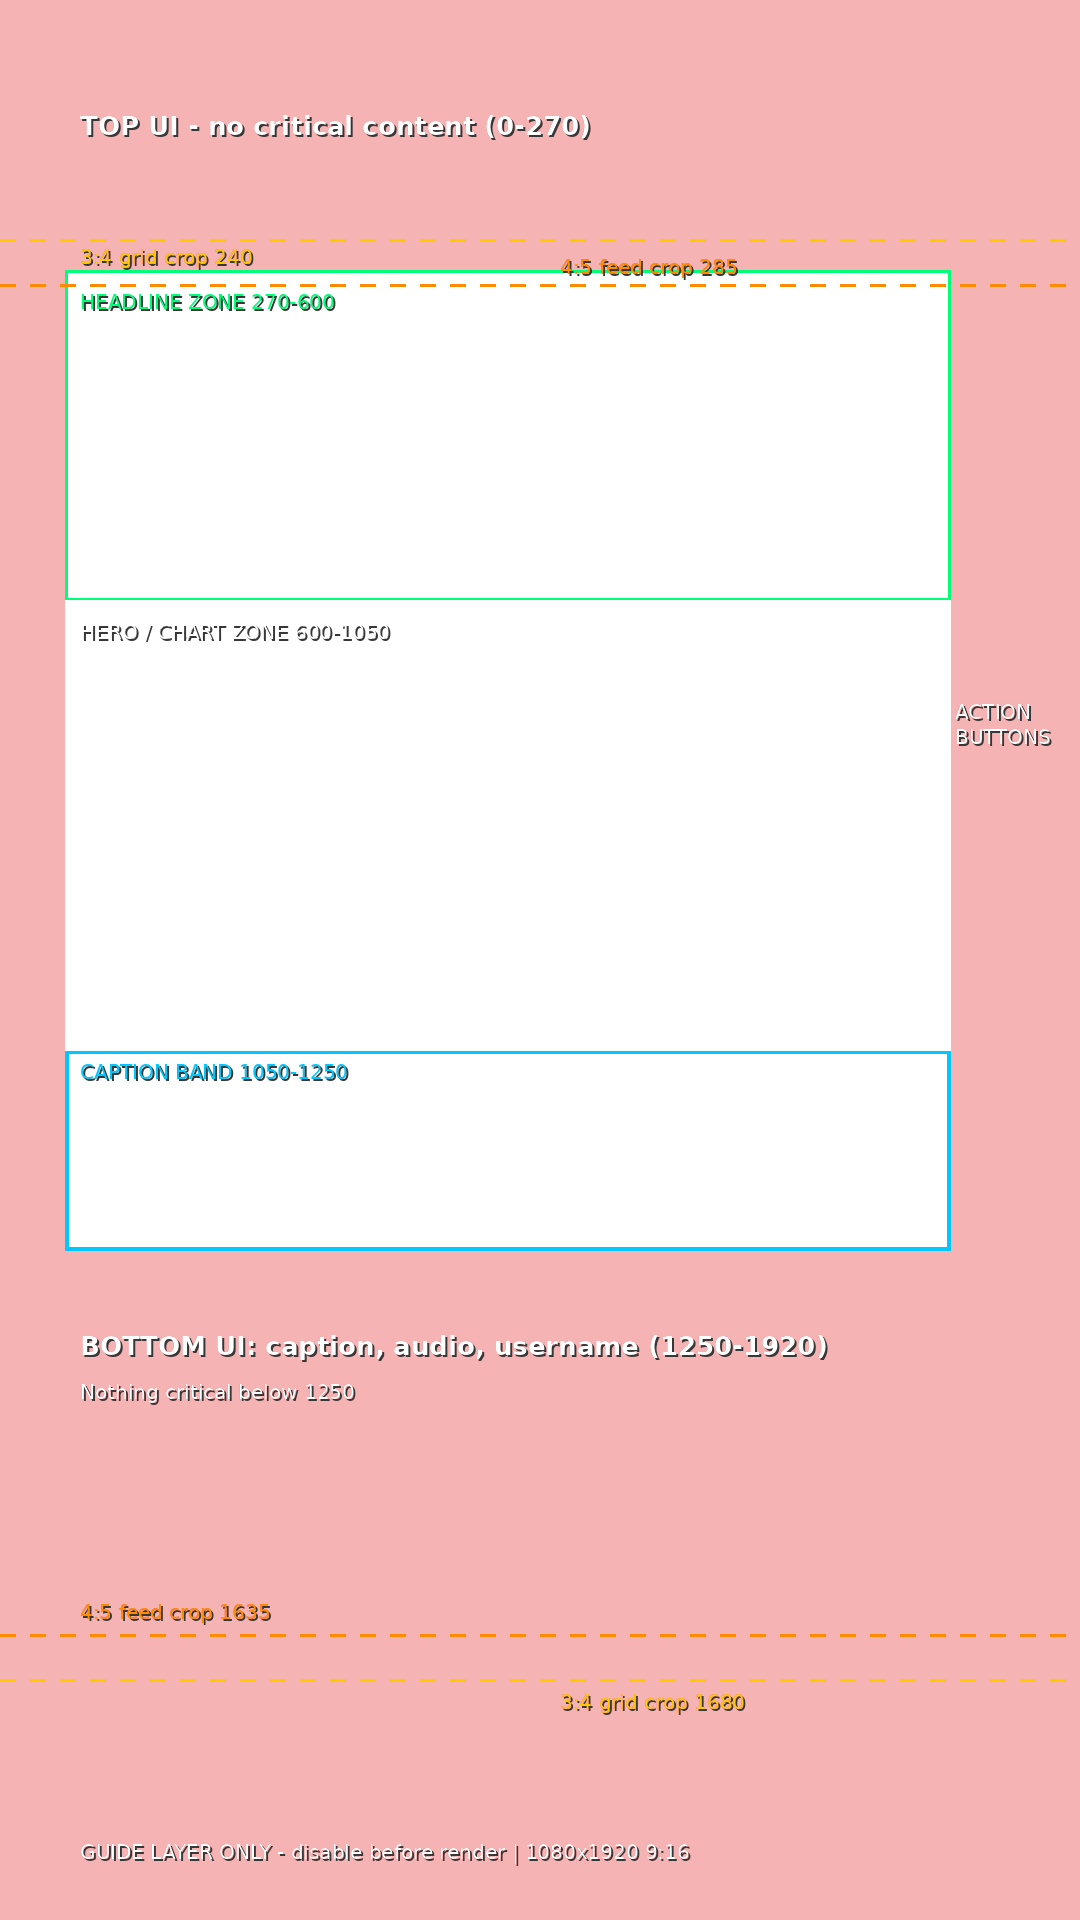 TOP UI - no critical content (0-270)
3:4 grid crop 240
4:5 feed crop 285
HEADLINE ZONE 270-600
HERO / CHART ZONE 600-1050
ACTION
BUTTONS
CAPTION BAND 1050-1250
BOTTOM UI: caption, audio, username (1250-1920)
Nothing critical below 1250
4:5 feed crop 1635
3:4 grid crop 1680
GUIDE LAYER ONLY - disable before render | 1080x1920 9:16